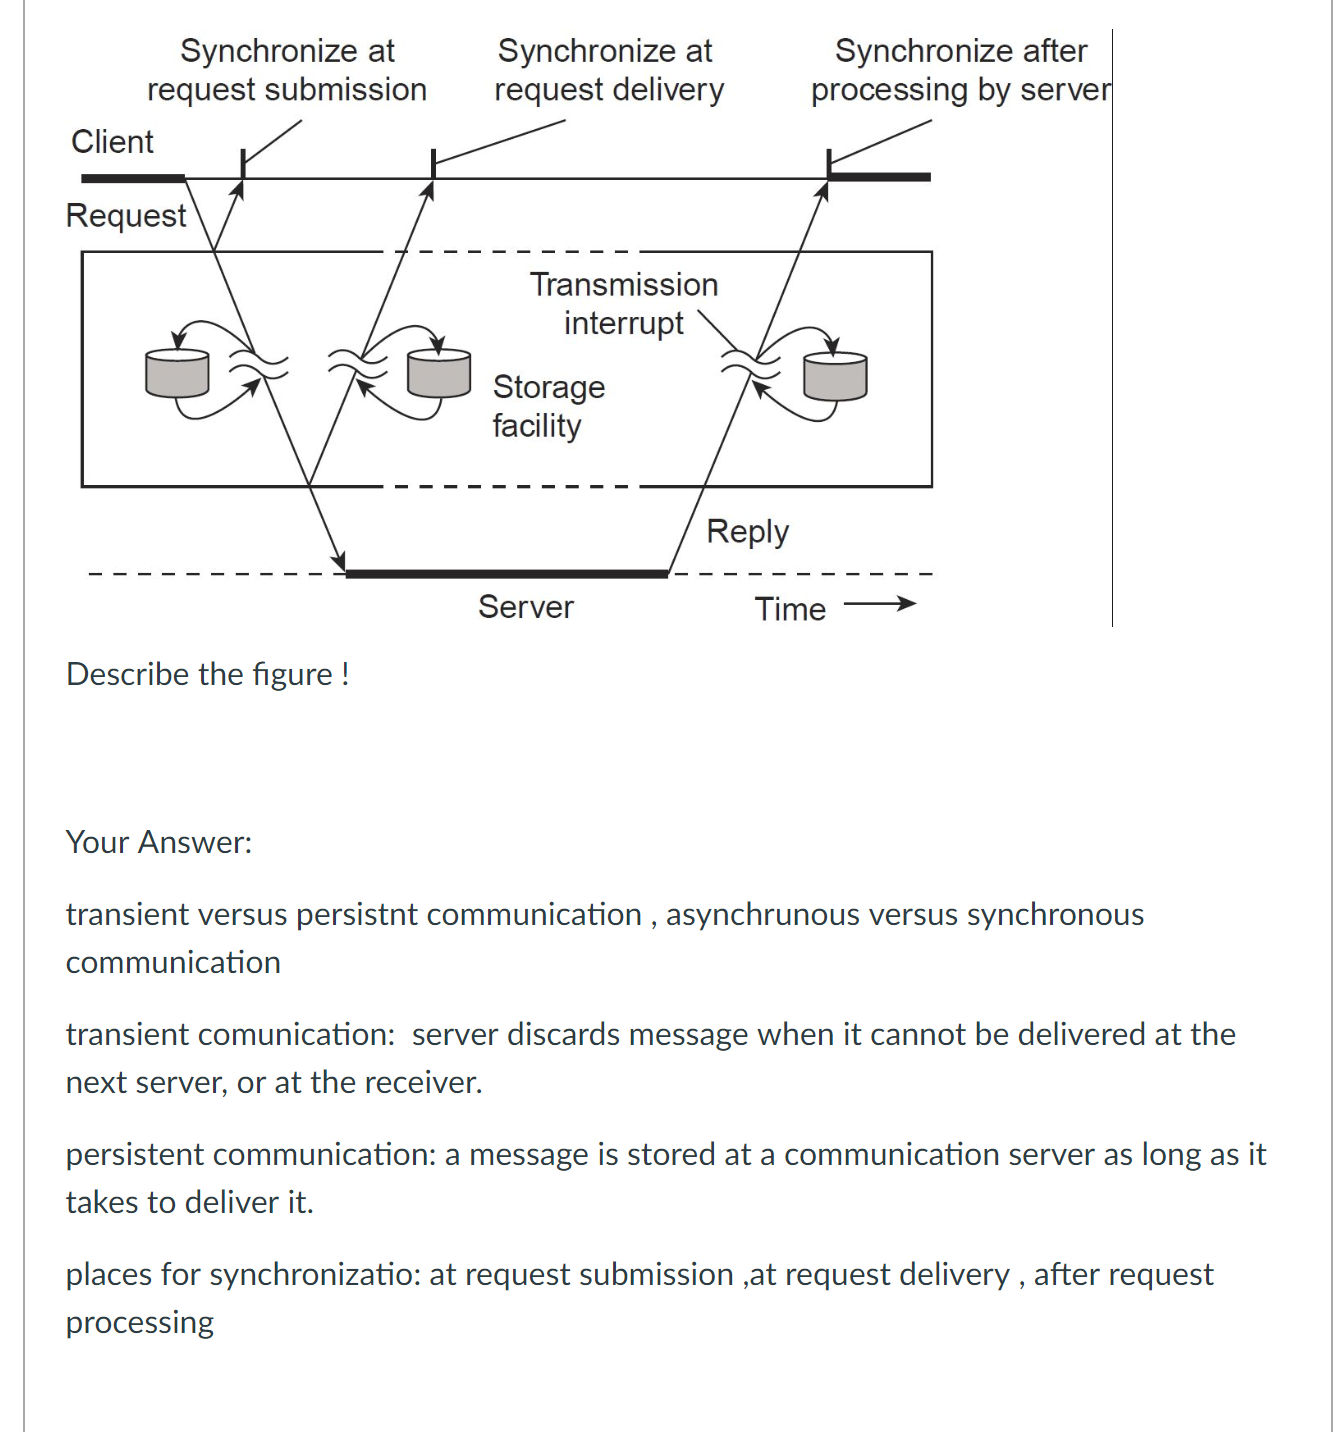 Synchronize at
request submission
Synchronize at
request delivery
Synchronize after
processing by server
Client
Request
Transmission
interrupt
Storage
facility
Reply
Server
Time
Describe the figure !
Your Answer:
transient versus persistnt communication , asynchrunous versus synchronous
communication
transient comunication:  server discards message when it cannot be delivered at the
next server, or at the receiver.
persistent communication: a message is stored at a communication server as long as it
takes to deliver it.
places for synchronizatio: at request submission ,at request delivery , after request
processing